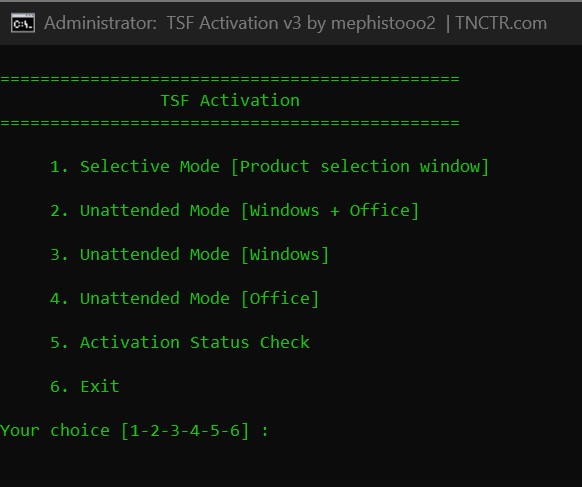 Administrator: TSF Activation v3 by mephistooo2 | TNCTR.com
==============================================
TSF Activation
==============================================
1. Selective Mode [Product selection window]
2. Unattended Mode [Windows + Office]
3. Unattended Mode [Windows]
4. Unattended Mode [Office]
5. Activation Status Check
6. Exit
Your choice [1-2-3-4-5-6] :